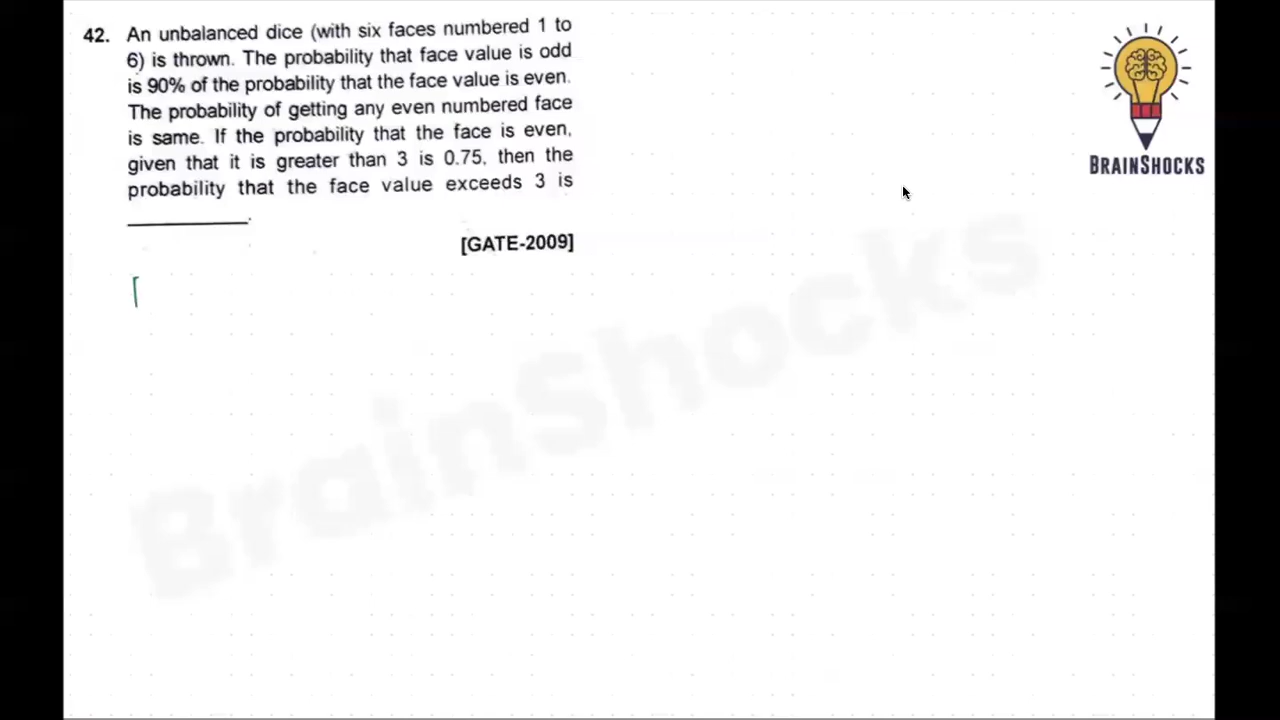 42. An unbalanced dice (with six faces numbered 1 to
6) is thrown. The probability that face value is odd
is 90% of the probability that the face value is even.
The probability of getting any even numbered face
is same. If the probability that the face is even,
given that it is greater than 3 is 0.75, then the
probability that the face value exceeds 3 is
__________.
[GATE-2009]
BRAINSHOCKS
BrainShocks